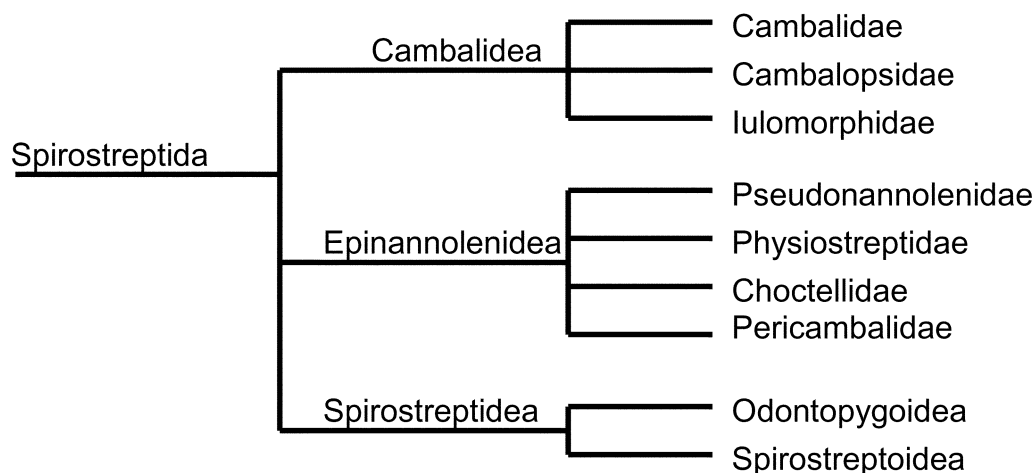 Cambalidae
Cambalidea
Cambalopsidae
Iulomorphidae
Spirostreptida
Pseudonannolenidae
Epinannolenidea
Physiostreptidae
Choctellidae
Pericambalidae
Spirostreptidea
Odontopygoidea
Spirostreptoidea